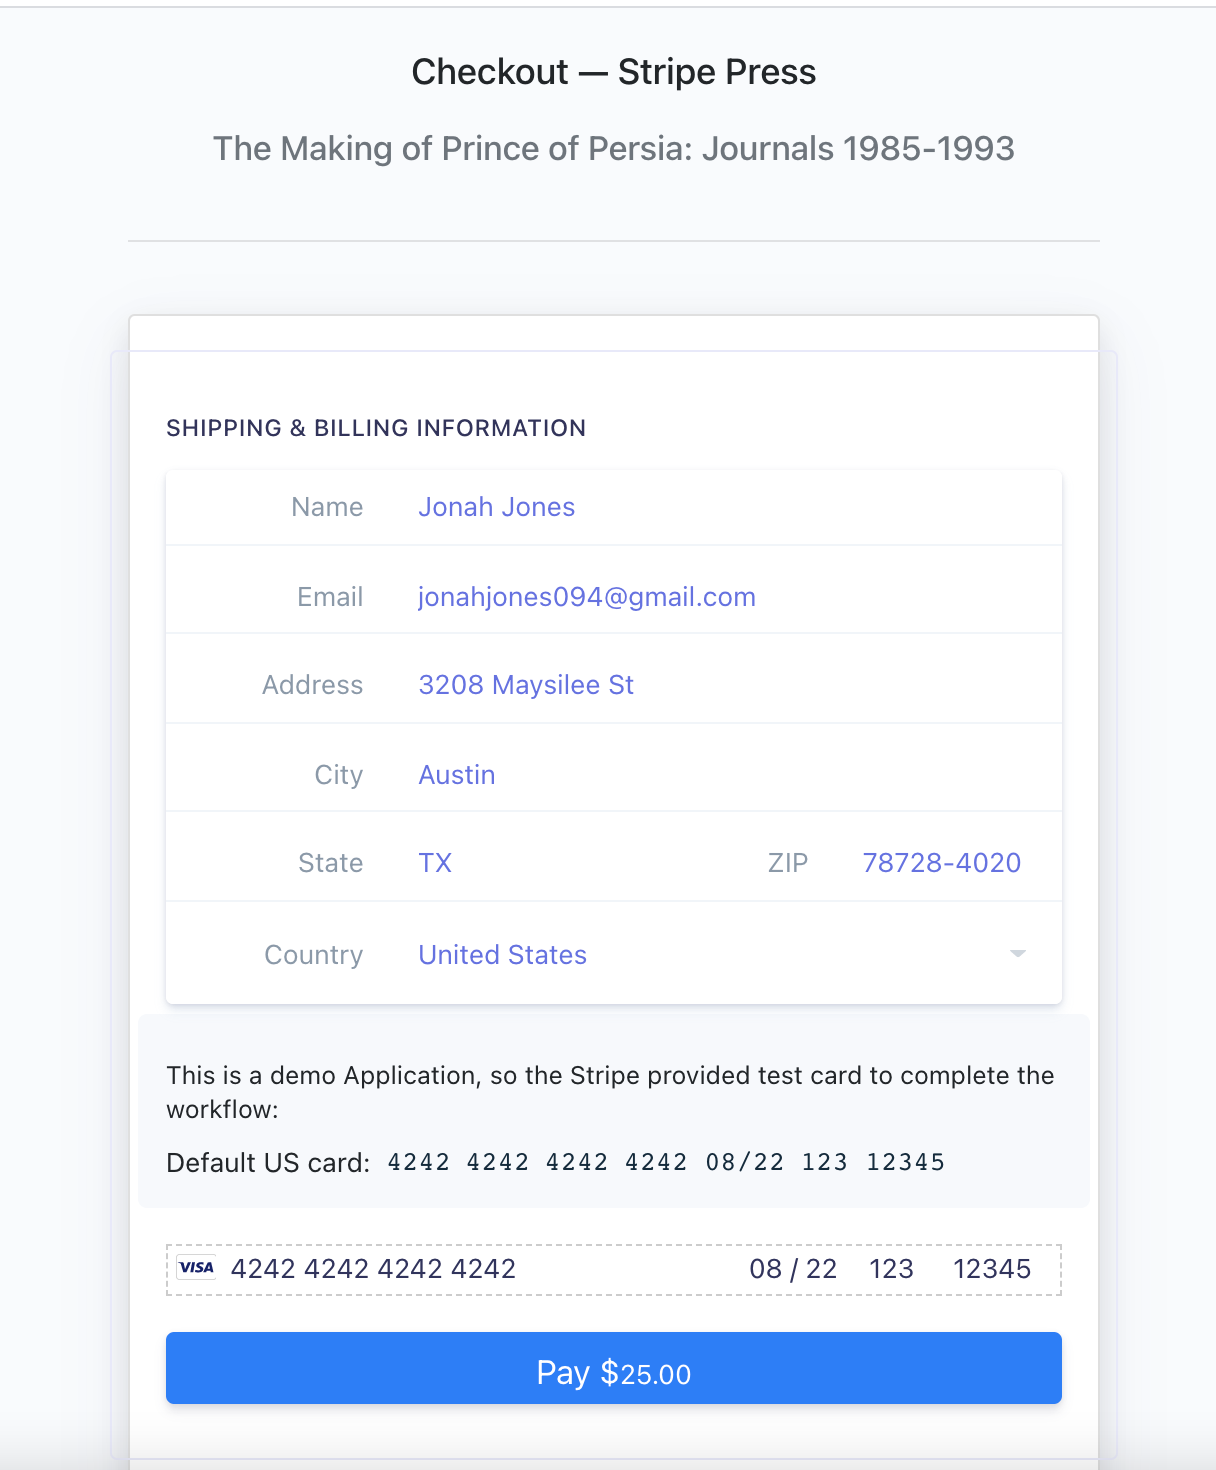 Checkout — Stripe Press
The Making of Prince of Persia: Journals 1985-1993
SHIPPING & BILLING INFORMATION
Name Jonah Jones
Email jonahjones094@gmail.com
Address 3208 Maysilee St
City Austin
State TX ZIP 78728-4020
Country United States
This is a demo Application, so the Stripe provided test card to complete the
workflow:
Default US card: 4242 4242 4242 4242 08/22 123 12345
VISA 4242 4242 4242 4242 08 / 22 123 12345
Pay $25.00